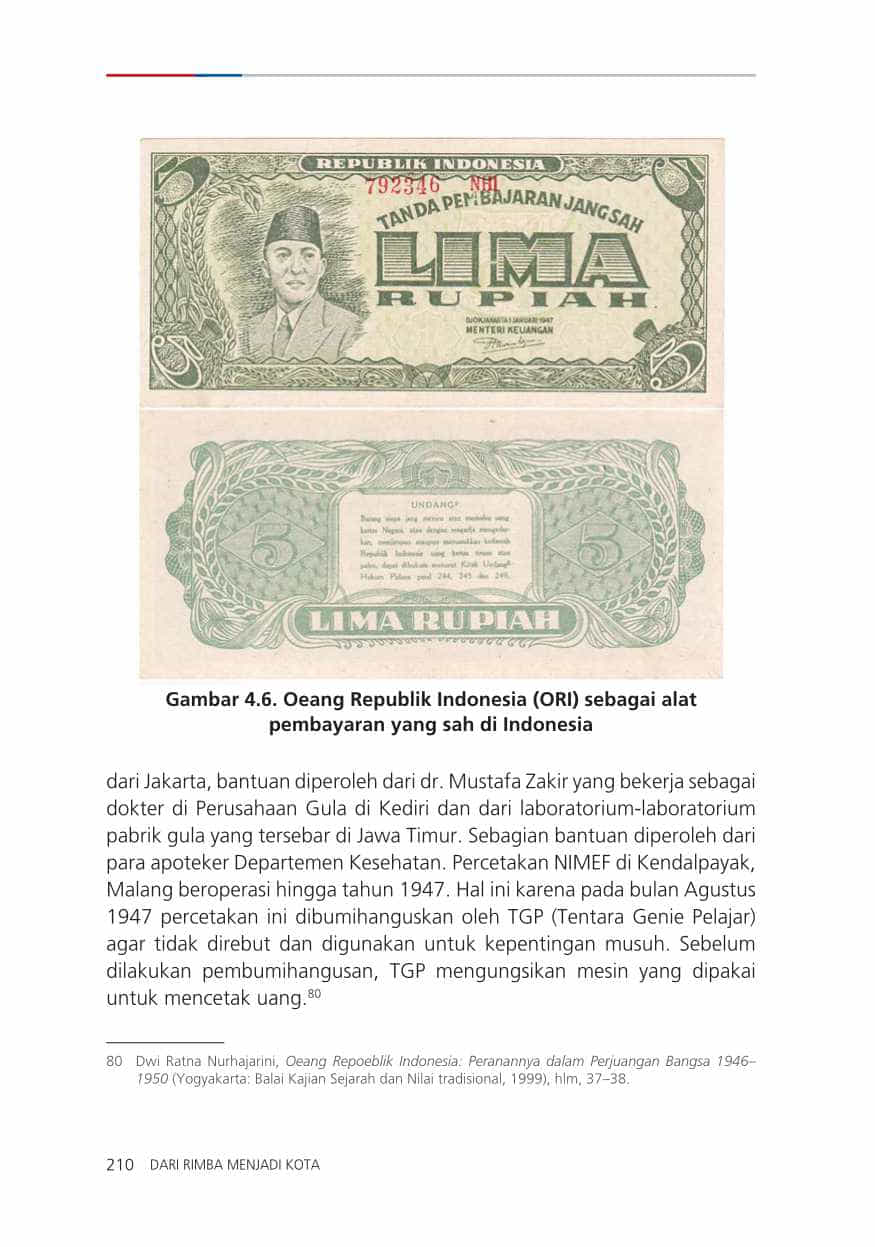 5
REPUBLIK INDONESIA
792346 NH1
TANDA PEMBAJARAN JANG SAH
LIMA
RUPIAH
DJOKJAKARTA 1 JANUARI 1947
MENTERI KEUANGAN
5
5
UNDANG²
Barang siapa jang meniru atau memalsu uang
kertas Negara, atau dengan sengadja mengedar-
kan, menjimpan ataupun memasukkan kedaerah
Republik Indonesia uang kertas tiruan atau
palsu, dapat dihukum menurut Kitab Undang²
Hukum Pidana pasal 244, 245 dan 249.
5
5
LIMA RUPIAH
Gambar 4.6. Oeang Republik Indonesia (ORI) sebagai alat
pembayaran yang sah di Indonesia
dari Jakarta, bantuan diperoleh dari dr. Mustafa Zakir yang bekerja sebagai
dokter di Perusahaan Gula di Kediri dan dari laboratorium-laboratorium
pabrik gula yang tersebar di Jawa Timur. Sebagian bantuan diperoleh dari
para apoteker Departemen Kesehatan. Percetakan NIMEF di Kendalpayak,
Malang beroperasi hingga tahun 1947. Hal ini karena pada bulan Agustus
1947 percetakan ini dibumihanguskan oleh TGP (Tentara Genie Pelajar)
agar tidak direbut dan digunakan untuk kepentingan musuh. Sebelum
dilakukan pembumihangusan, TGP mengungsikan mesin yang dipakai
untuk mencetak uang.80
80 Dwi Ratna Nurhajarini, Oeang Repoeblik Indonesia: Peranannya dalam Perjuangan Bangsa 1946–
1950 (Yogyakarta: Balai Kajian Sejarah dan Nilai tradisional, 1999), hlm, 37–38.
210 DARI RIMBA MENJADI KOTA